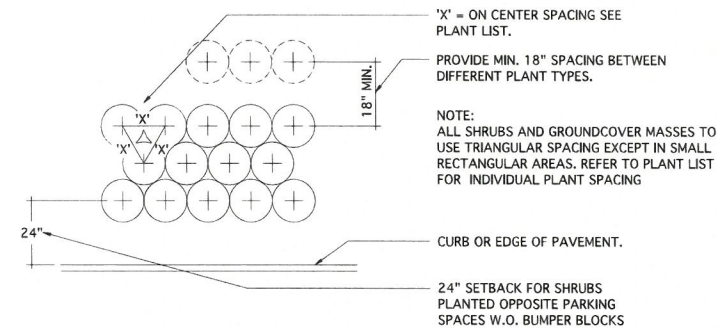 'X' = ON CENTER SPACING SEE
PLANT LIST.
PROVIDE MIN. 18" SPACING BETWEEN
DIFFERENT PLANT TYPES.
18" MIN.
'X'
'X'
'X'
NOTE:
ALL SHRUBS AND GROUNDCOVER MASSES TO
USE TRIANGULAR SPACING EXCEPT IN SMALL
RECTANGULAR AREAS. REFER TO PLANT LIST
FOR INDIVIDUAL PLANT SPACING
24"
CURB OR EDGE OF PAVEMENT.
24" SETBACK FOR SHRUBS
PLANTED OPPOSITE PARKING
SPACES W.O. BUMPER BLOCKS